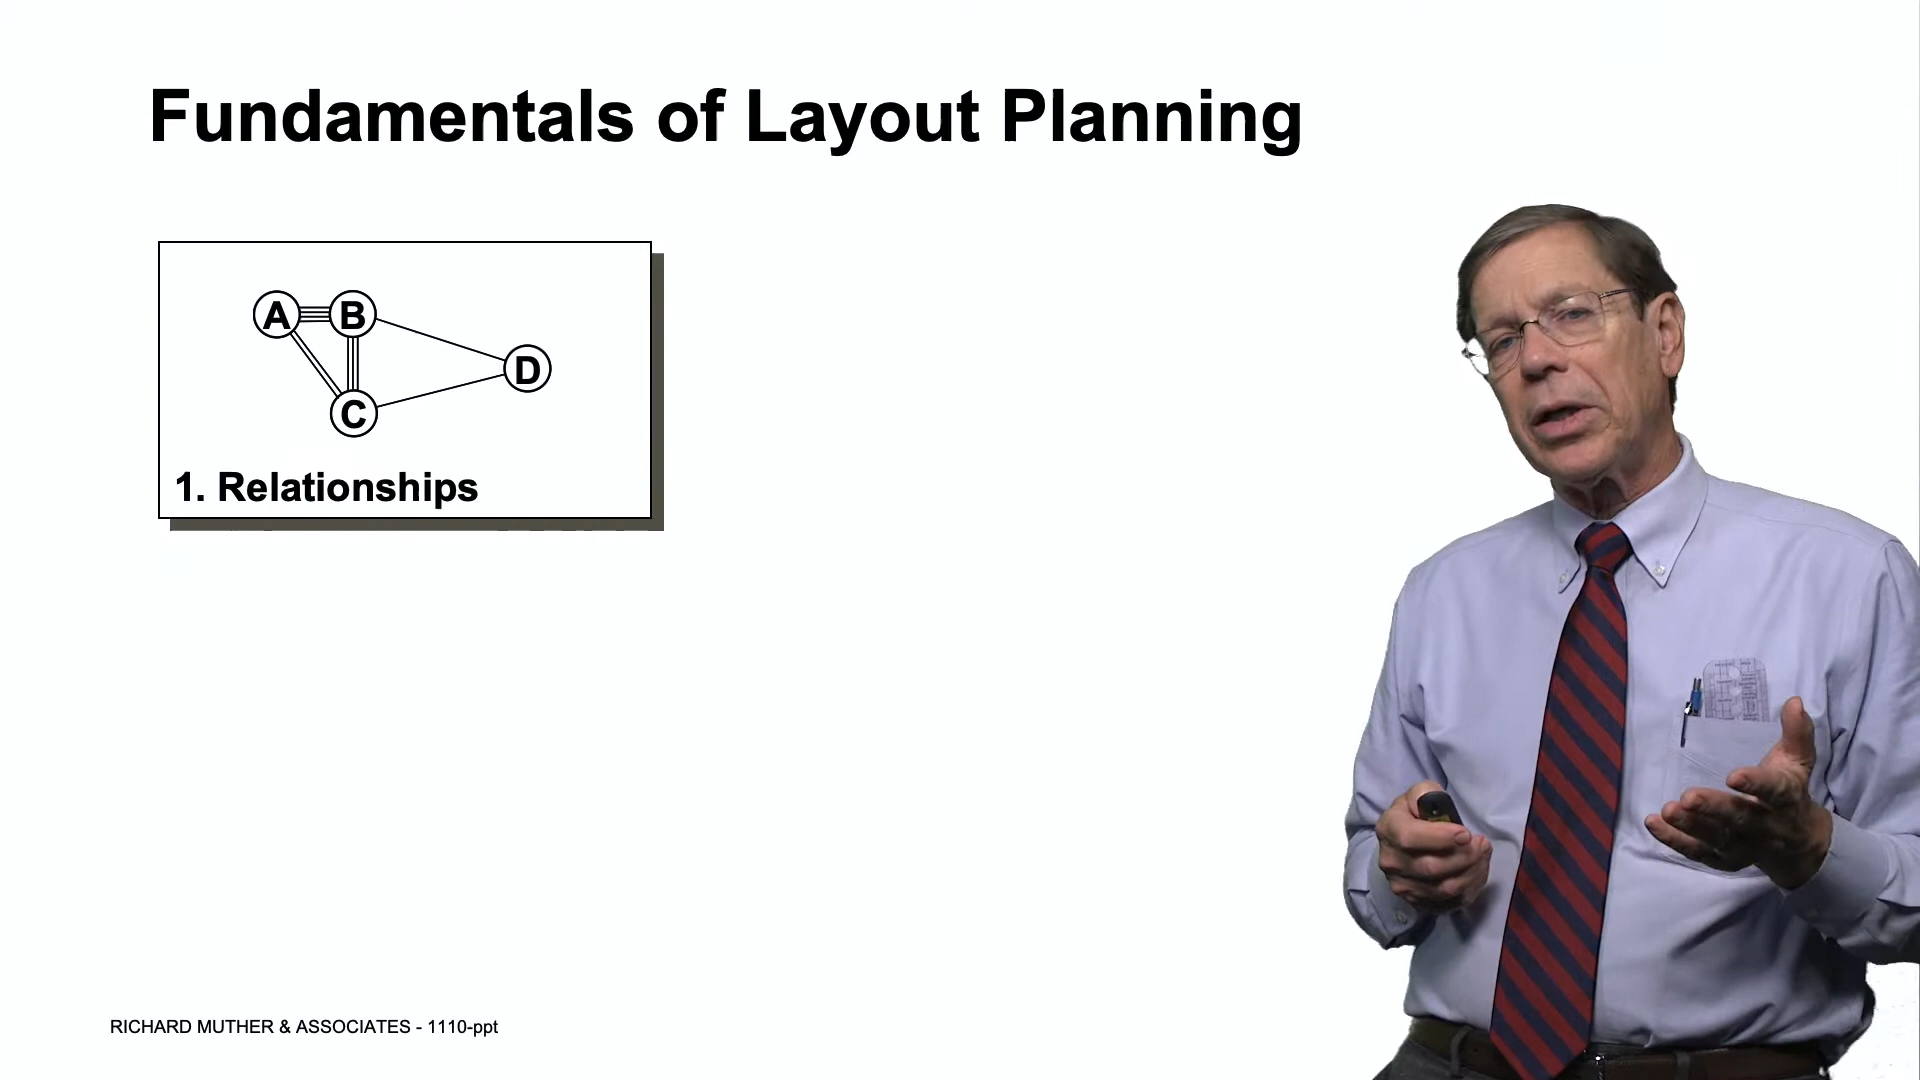 Fundamentals of Layout Planning
A B
D
C
1. Relationships
RICHARD MUTHER & ASSOCIATES - 1110-ppt